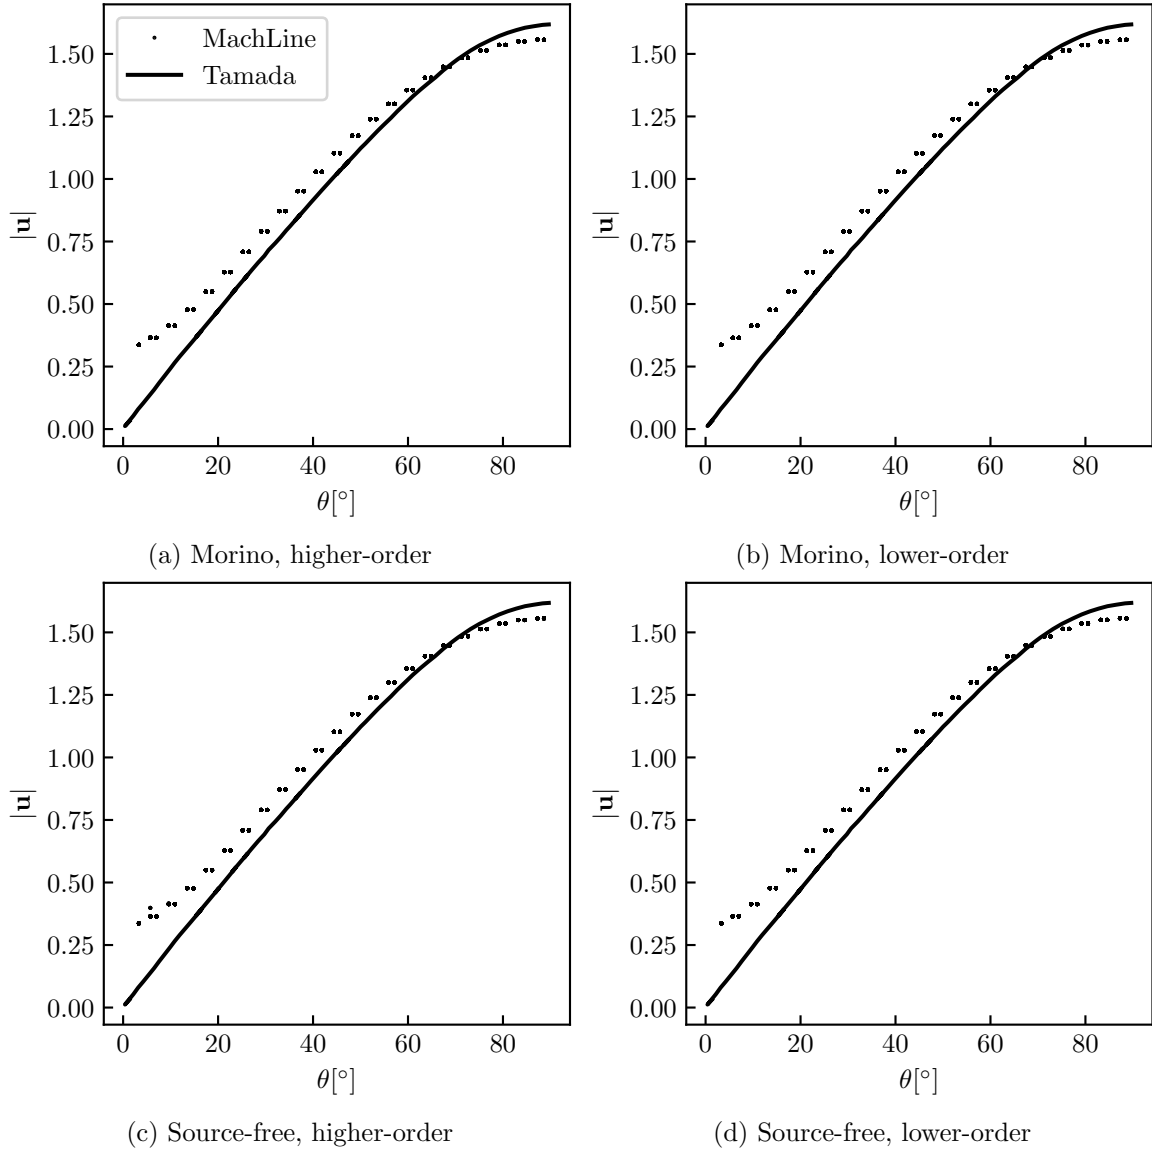 MachLine
Tamada
1.50
1.25
1.00
0.75
0.50
0.25
0.00
|u|
0 20 40 60 80
θ[°]
(a) Morino, higher-order
1.50
1.25
1.00
0.75
0.50
0.25
0.00
|u|
0 20 40 60 80
θ[°]
(b) Morino, lower-order
1.50
1.25
1.00
0.75
0.50
0.25
0.00
|u|
0 20 40 60 80
θ[°]
(c) Source-free, higher-order
1.50
1.25
1.00
0.75
0.50
0.25
0.00
|u|
0 20 40 60 80
θ[°]
(d) Source-free, lower-order